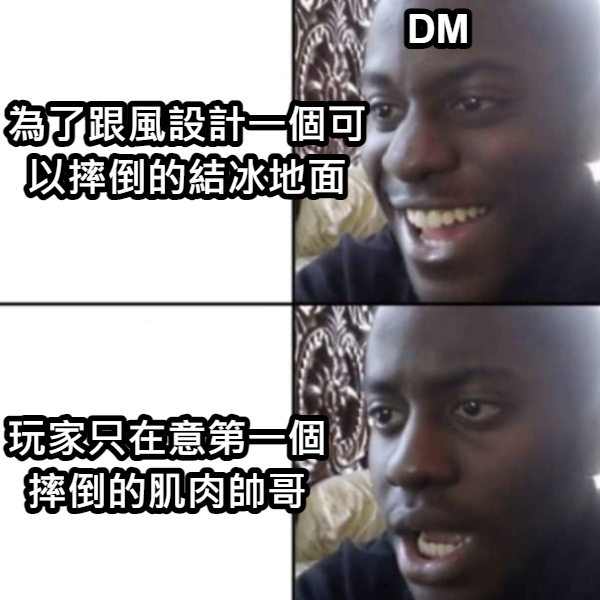 DM
為了跟風設計一個可
以摔倒的結冰地面
玩家只在意第一個
摔倒的肌肉帥哥